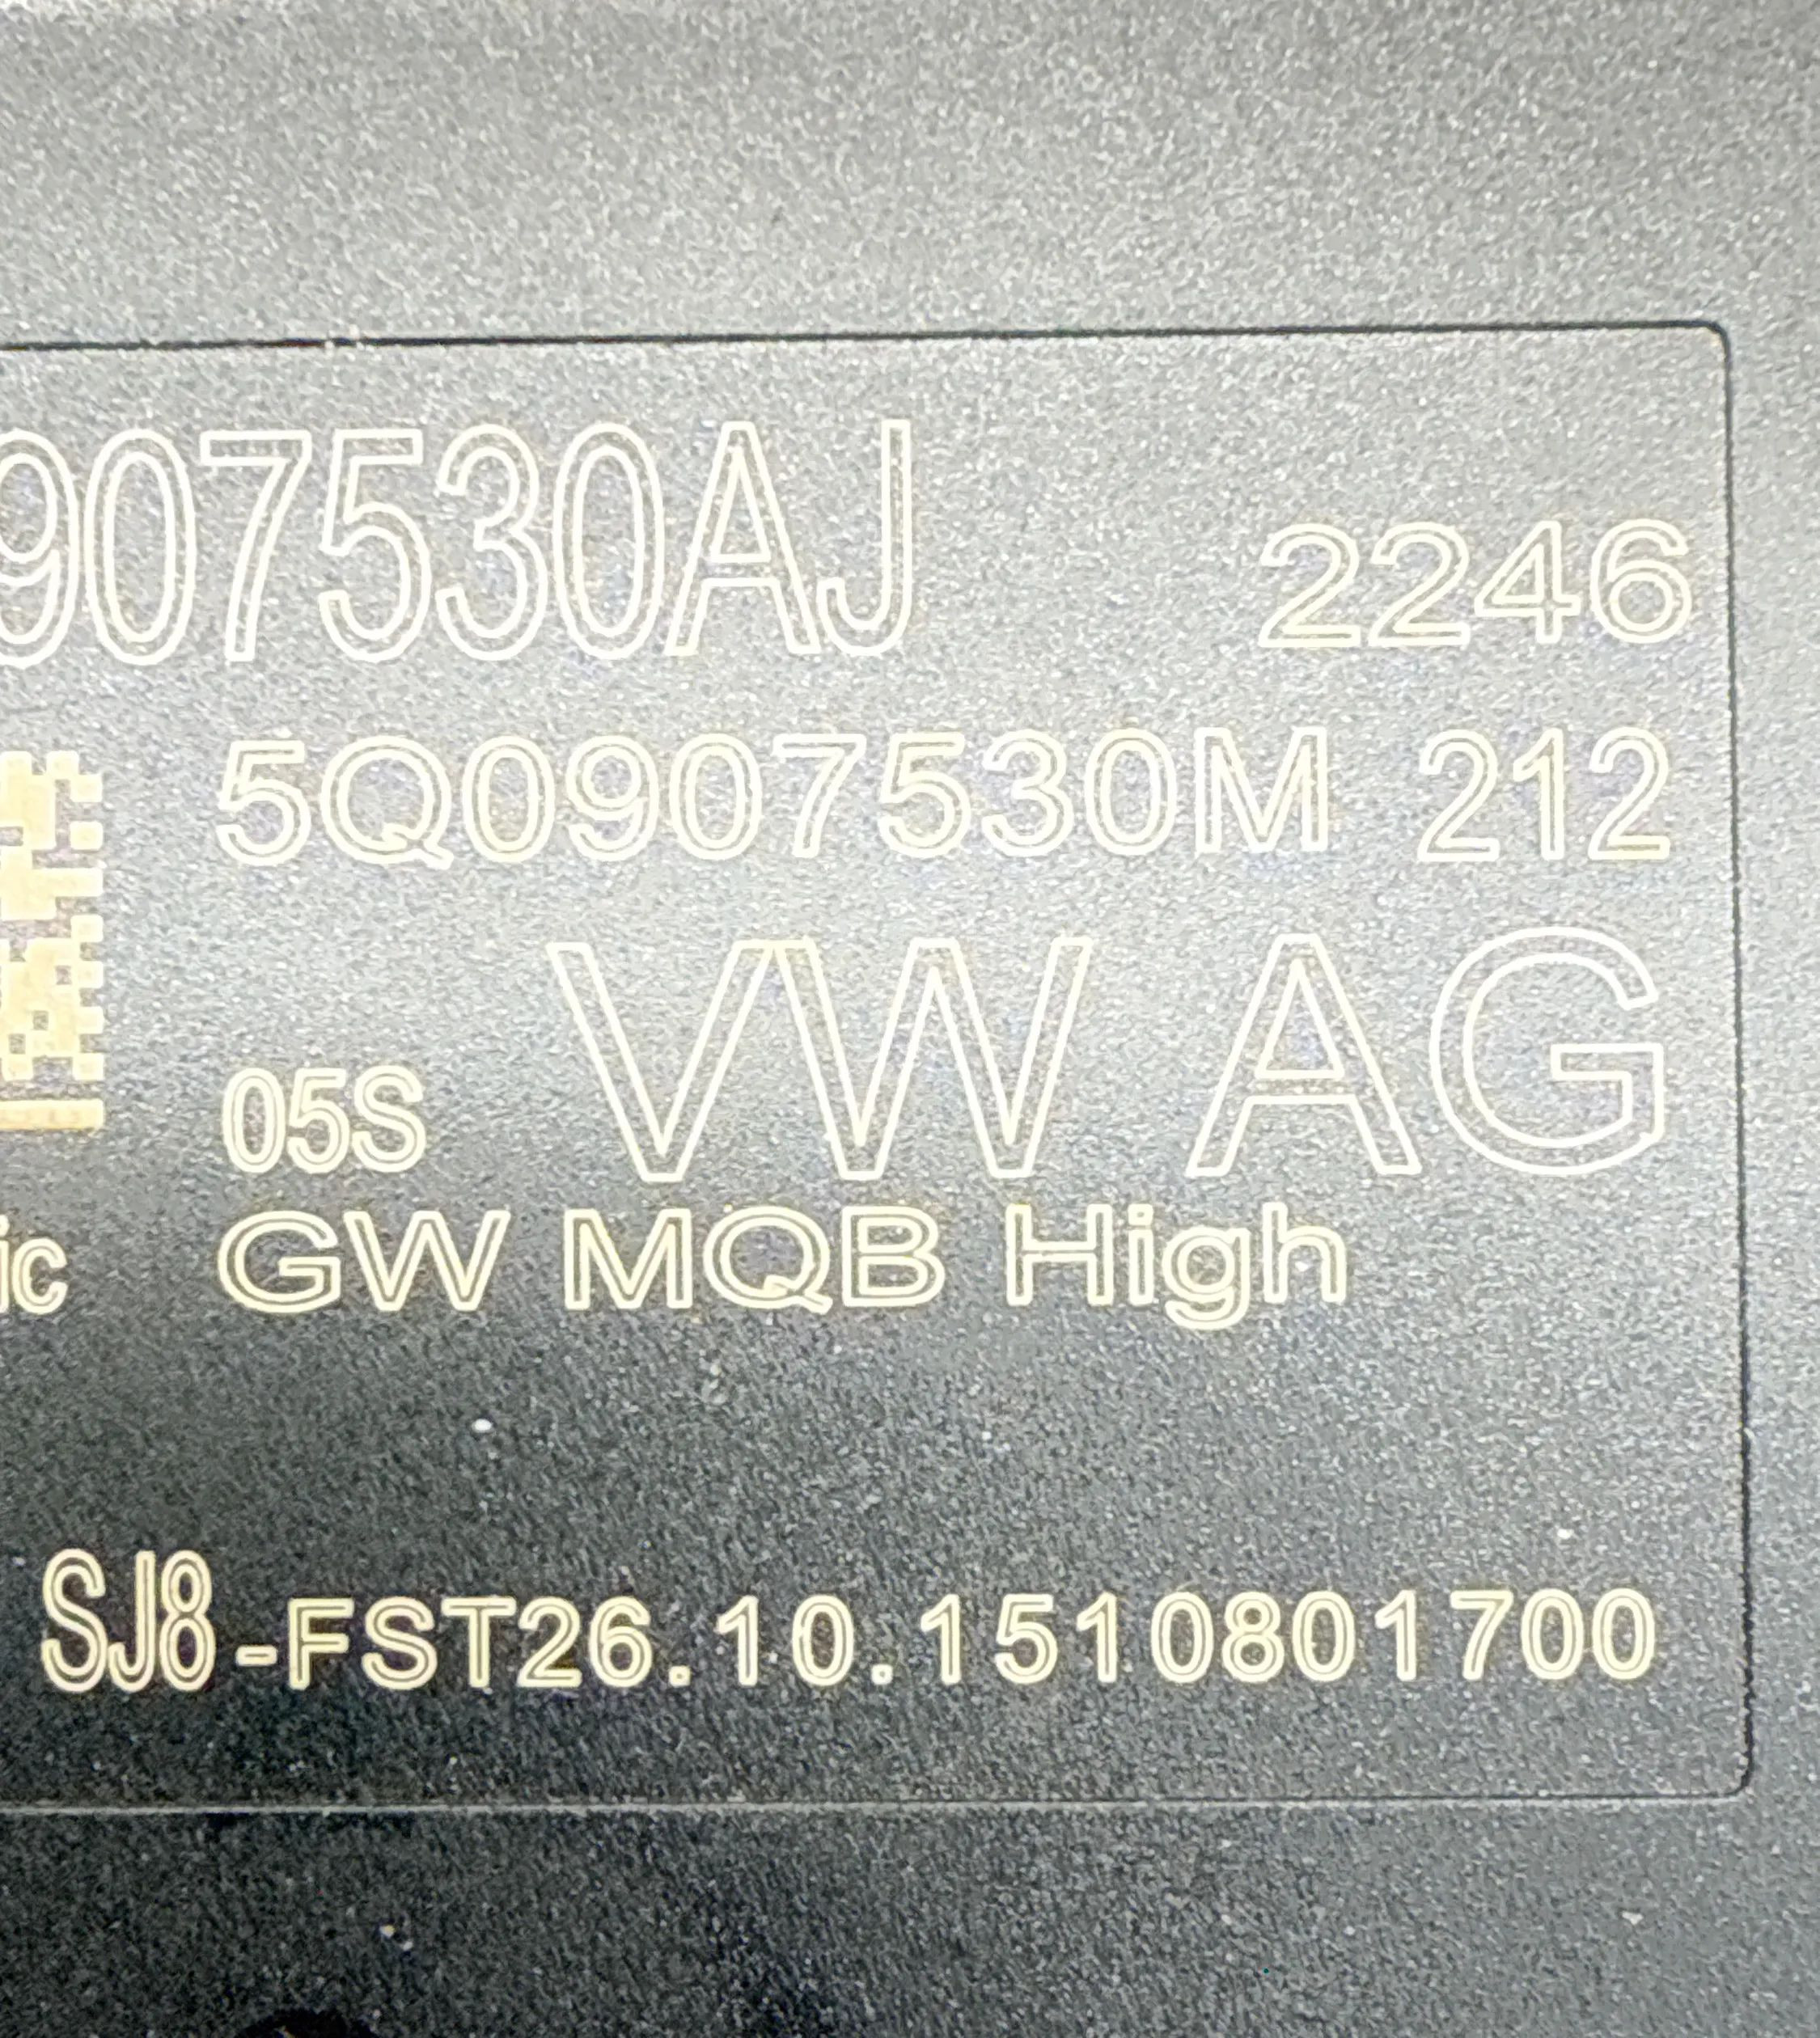 907530AJ 2246
5Q0907530M 212
05S VW AG
ic GW MQB High
SJ8-FST26.10.1510801700